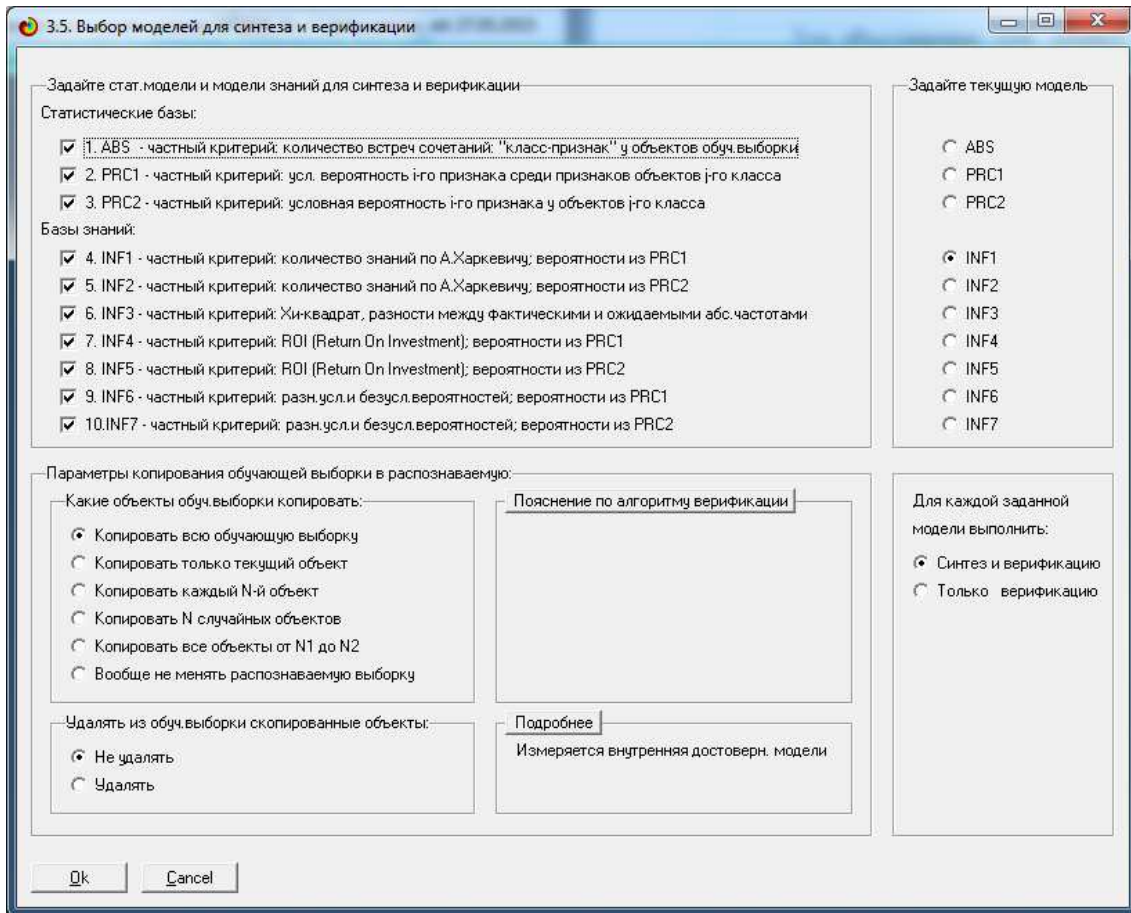 3.5. Выбор моделей для синтеза и верификации
Задайте стат.модели и модели знаний для синтеза и верификации
Статистические базы:
1. ABS - частный критерий: количество встреч сочетаний: "класс-признак" у объектов обуч.выборки
2. PRC1 - частный критерий: усл. вероятность i-го признака среди признаков объектов j-го класса
3. PRC2 - частный критерий: условная вероятность i-го признака у объектов j-го класса
Базы знаний:
4. INF1 - частный критерий: количество знаний по А.Харкевичу; вероятности из PRC1
5. INF2 - частный критерий: количество знаний по А.Харкевичу; вероятности из PRC2
6. INF3 - частный критерий: Хи-квадрат, разности между фактическими и ожидаемыми абс.частотами
7. INF4 - частный критерий: ROI (Return On Investment); вероятности из PRC1
8. INF5 - частный критерий: ROI (Return On Investment); вероятности из PRC2
9. INF6 - частный критерий: разн.усл.и безусл.вероятностей; вероятности из PRC1
10.INF7 - частный критерий: разн.усл.и безусл.вероятностей; вероятности из PRC2
Задайте текущую модель
ABS
PRC1
PRC2
INF1
INF2
INF3
INF4
INF5
INF6
INF7
Параметры копирования обучающей выборки в распознаваемую:
Какие объекты обуч.выборки копировать:
Копировать всю обучающую выборку
Копировать только текущий объект
Копировать каждый N-й объект
Копировать N случайных объектов
Копировать все объекты от N1 до N2
Вообще не менять распознаваемую выборку
Пояснение по алгоритму верификации
Удалять из обуч.выборки скопированные объекты:
Не удалять
Удалять
Подробнее
Измеряется внутренняя достоверн. модели
Для каждой заданной
модели выполнить:
Синтез и верификацию
Только верификацию
Ok
Cancel